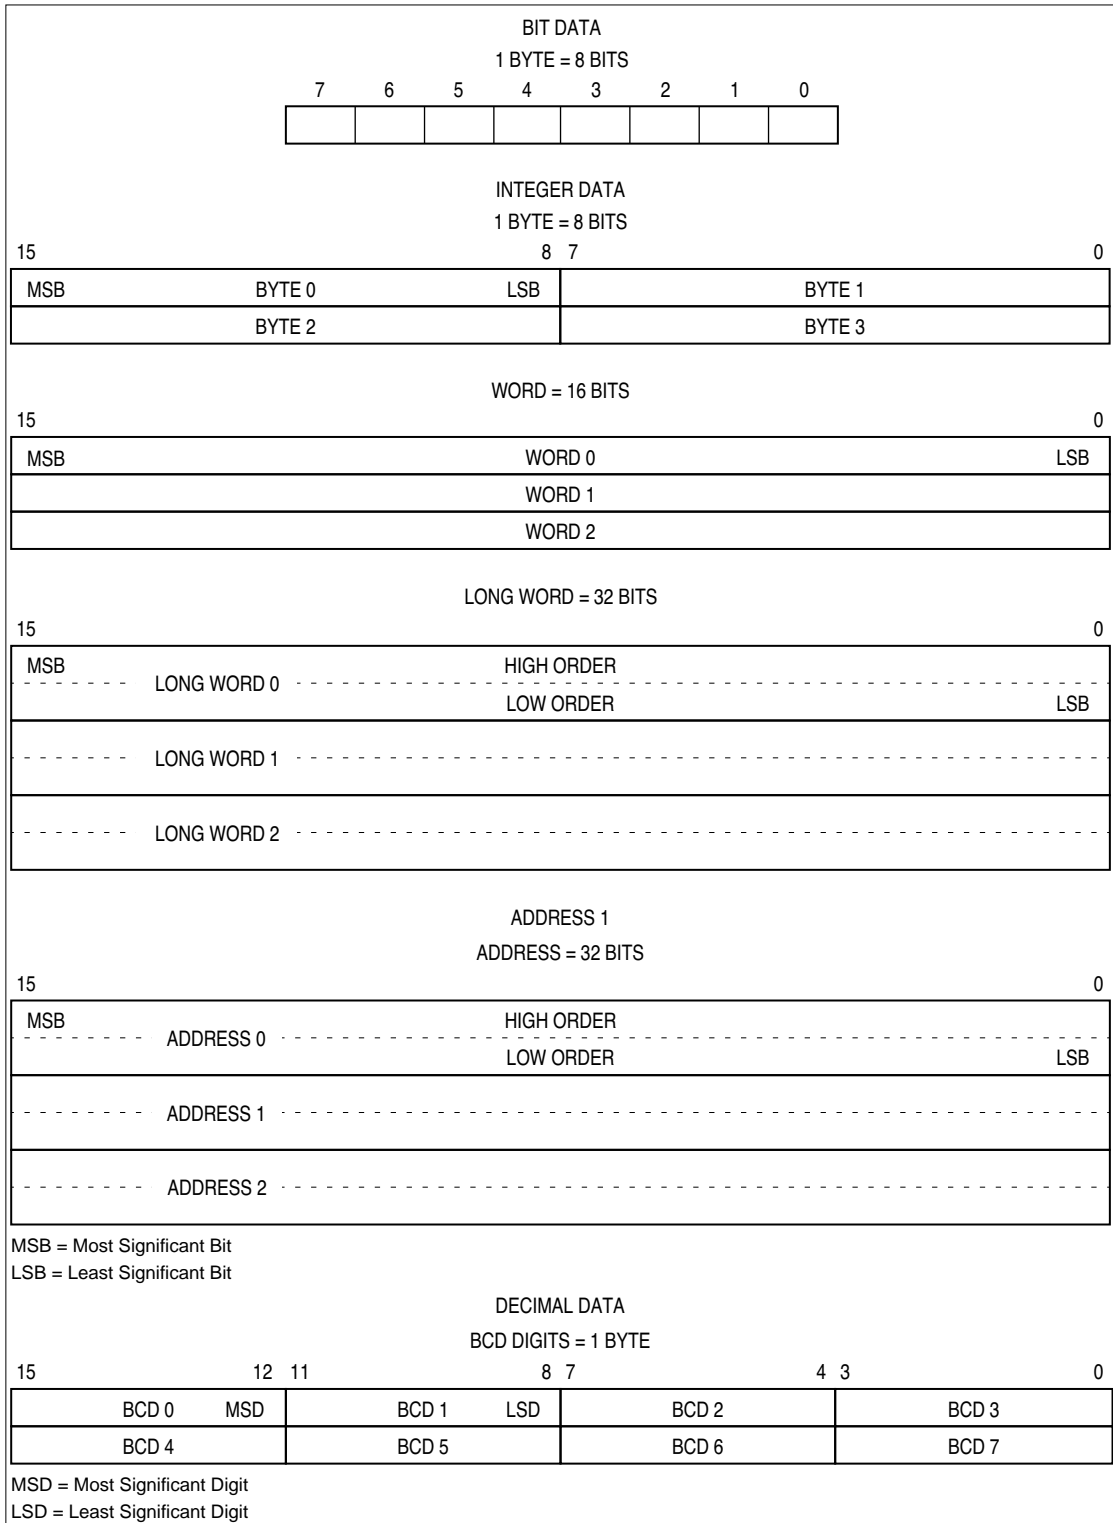 BIT DATA
1 BYTE = 8 BITS
7 6 5 4 3 2 1 0
INTEGER DATA
1 BYTE = 8 BITS
15 8 7 0
MSB BYTE 0 LSB BYTE 1
BYTE 2 BYTE 3
WORD = 16 BITS
15 0
MSB WORD 0 LSB
WORD 1
WORD 2
LONG WORD = 32 BITS
15 0
MSB HIGH ORDER
LONG WORD 0
LOW ORDER LSB
LONG WORD 1
LONG WORD 2
ADDRESS 1
ADDRESS = 32 BITS
15 0
MSB HIGH ORDER
ADDRESS 0
LOW ORDER LSB
ADDRESS 1
ADDRESS 2
MSB = Most Significant Bit
LSB = Least Significant Bit
DECIMAL DATA
BCD DIGITS = 1 BYTE
15 12 11 8 7 4 3 0
BCD 0 MSD BCD 1 LSD BCD 2 BCD 3
BCD 4 BCD 5 BCD 6 BCD 7
MSD = Most Significant Digit
LSD = Least Significant Digit